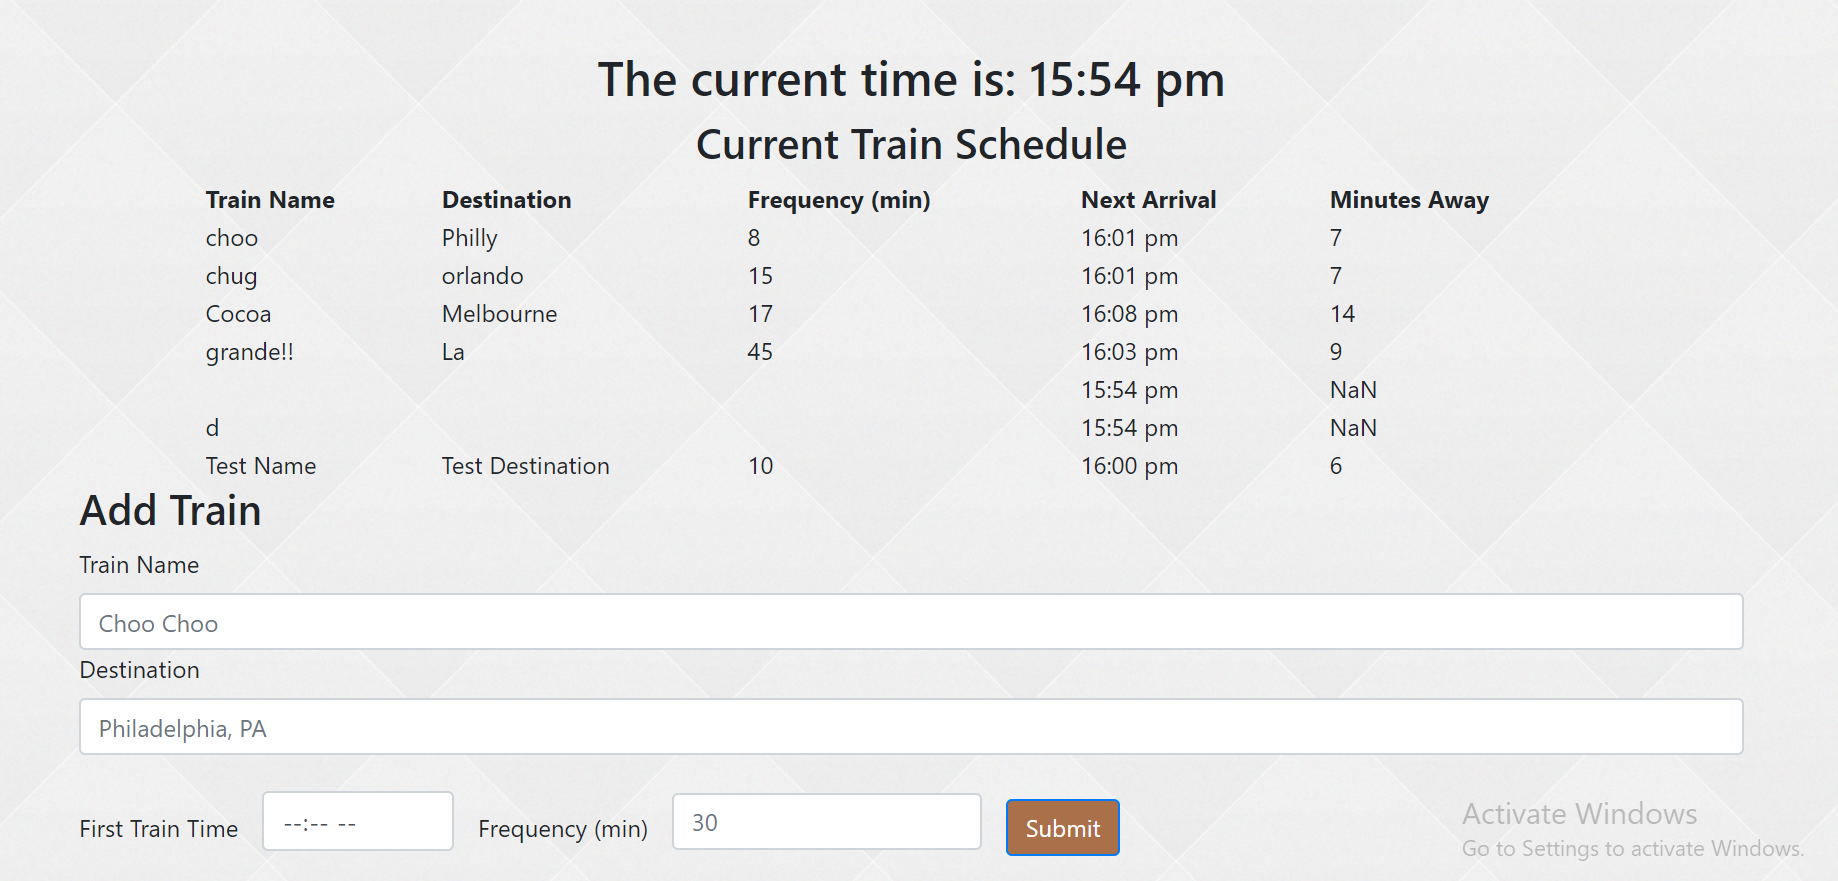 The current time is: 15:54 pm
Current Train Schedule
Train Name Destination Frequency (min) Next Arrival Minutes Away
choo Philly 8 16:01 pm 7
chug orlando 15 16:01 pm 7
Cocoa Melbourne 17 16:08 pm 14
grande!! La 45 16:03 pm 9
15:54 pm NaN
d 15:54 pm NaN
Test Name Test Destination 10 16:00 pm 6
Add Train
Train Name
Choo Choo
Destination
Philadelphia, PA
First Train Time --:-- -- Frequency (min) 30 Submit
Activate Windows
Go to Settings to activate Windows.